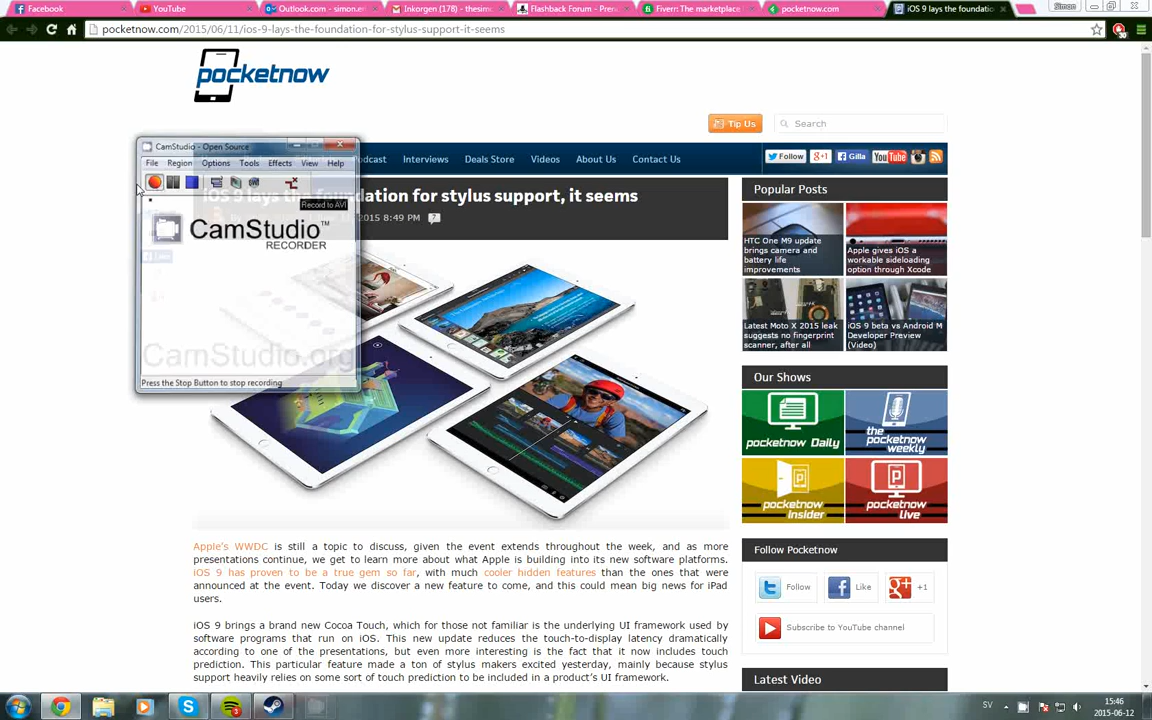 Facebook
YouTube
Outlook.com - simon.en
Inkorgen (178) - thesimo
Flashback Forum - Pren
Fiverr: The marketplace
pocketnow.com
iOS 9 lays the foundatio
Simon
pocketnow.com/2015/06/11/ios-9-lays-the-foundation-for-stylus-support-it-seems
pocketnow
Tip Us
Search
odcast
Interviews
Deals Store
Videos
About Us
Contact Us
Follow
+1
Gilla
YouTube
CamStudio - Open Source
File
Region
Options
Tools
Effects
View
Help
Record to AVI
CamStudio™
RECORDER
CamStudio.org
Press the Stop Button to stop recording
iOS 9 lays the foundation for stylus support, it seems
2015 8:49 PM
7
Popular Posts
HTC One M9 update
brings camera and
battery life
improvements
Apple gives iOS a
workable sideloading
option through Xcode
Latest Moto X 2015 leak
suggests no fingerprint
scanner, after all
iOS 9 beta vs Android M
Developer Preview
(Video)
Our Shows
pocketnow Daily
the pocketnow weekly
pocketnow insider
pocketnow live
Apple's WWDC is still a topic to discuss, given the event extends throughout the week, and as more
presentations continue, we get to learn more about what Apple is building into its new software platforms.
iOS 9 has proven to be a true gem so far, with much cooler hidden features than the ones that were
announced at the event. Today we discover a new feature to come, and this could mean big news for iPad
users.
iOS 9 brings a brand new Cocoa Touch, which for those not familiar is the underlying UI framework used by
software programs that run on iOS. This new update reduces the touch-to-display latency dramatically
according to one of the presentations, but even more interesting is the fact that it now includes touch
prediction. This particular feature made a ton of stylus makers excited yesterday, mainly because stylus
support heavily relies on some sort of touch prediction to be included in a product's UI framework.
Follow Pocketnow
Follow
Like
+1
Subscribe to YouTube channel
Latest Video
SV
15:46
2015-06-12